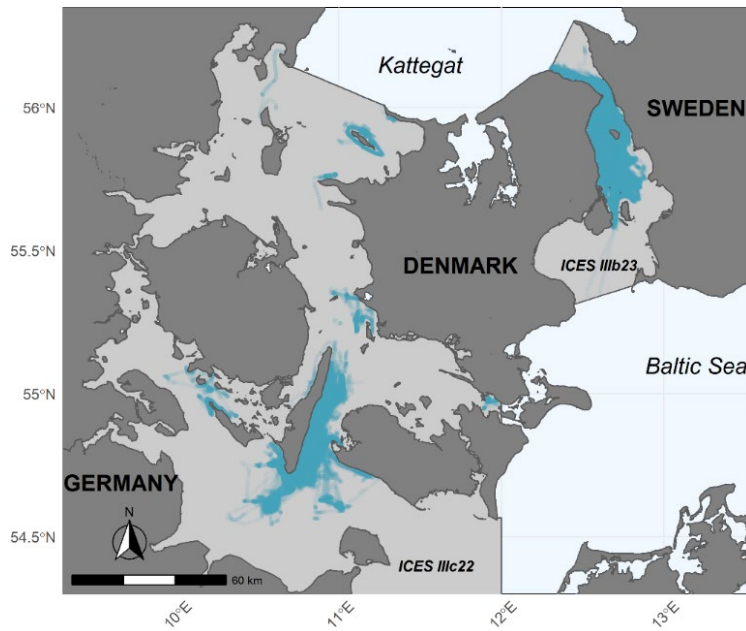 Kattegat
56°N
SWEDEN
55.5°N
DENMARK
ICES IIIb23
Baltic Sea
55°N
GERMANY
N
54.5°N
ICES IIIc22
60 km
10°E
11°E
12°E
13°E